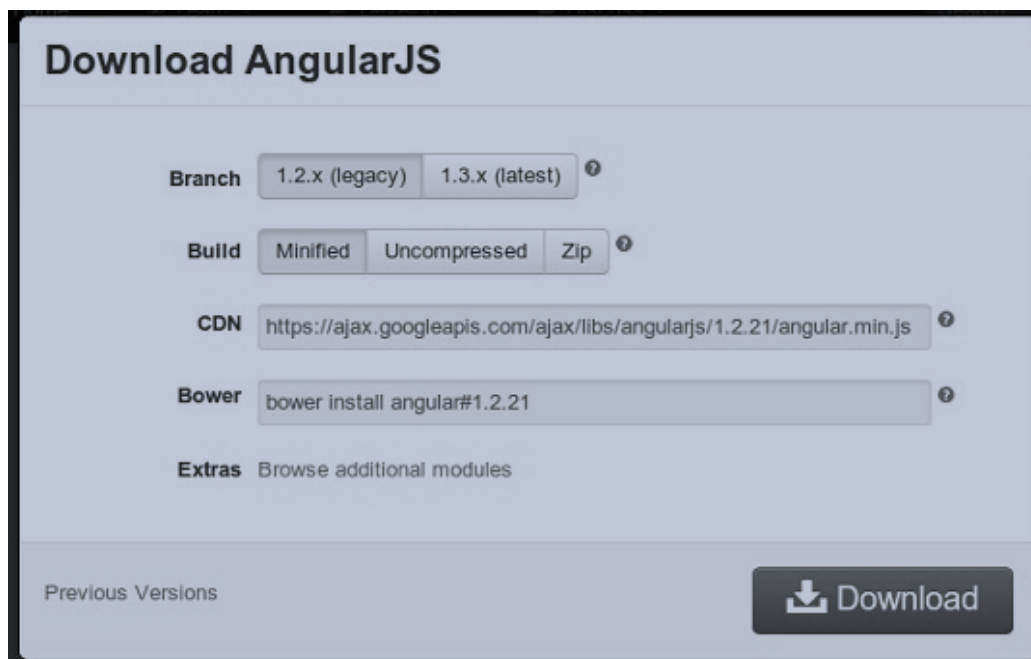 Download AngularJS
Branch 1.2.x (legacy) 1.3.x (latest)
Build Minified Uncompressed Zip
CDN https://ajax.googleapis.com/ajax/libs/angularjs/1.2.21/angular.min.js
Bower bower install angular#1.2.21
Extras Browse additional modules
Previous Versions Download